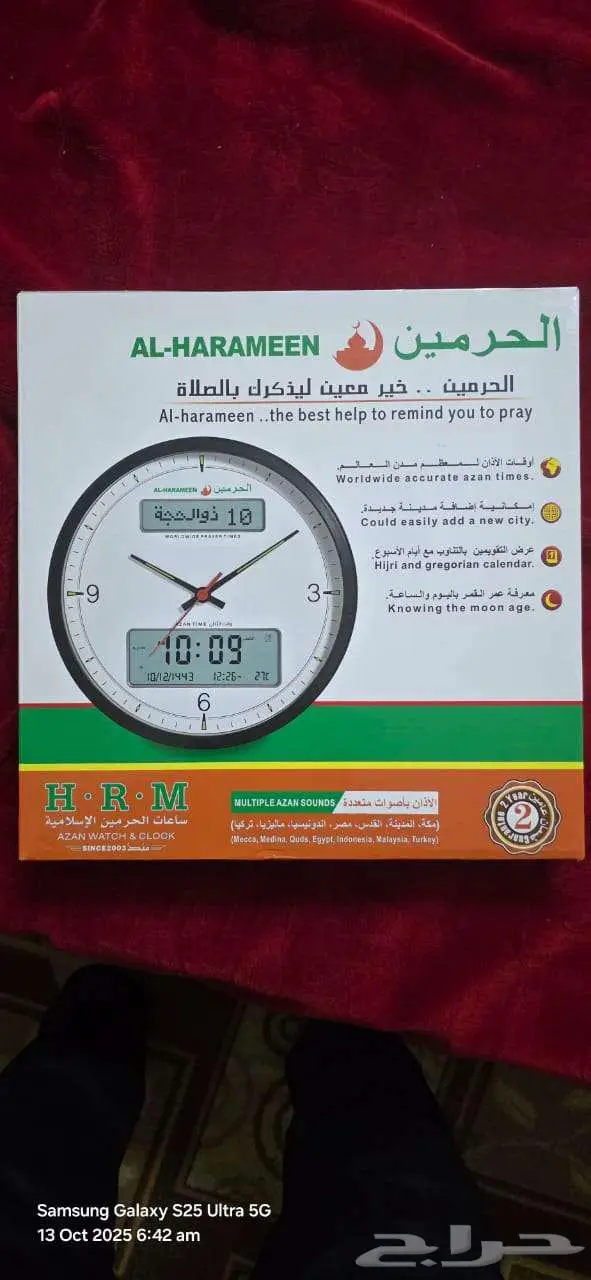 AL-HARAMEEN الحرمين
الحرمين .. خير معين ليذكرك بالصلاة
Al-harameen ..the best help to remind you to pray
أوقات الأذان لمعظم مدن العالم.
Worldwide accurate azan times.
إمكانية إضافة مدينة جديدة.
Could easily add a new city.
عرض التقويمين بالتناوب مع أيام الأسبوع.
Hijri and gregorian calendar.
معرفة عمر القمر باليوم والساعة.
Knowing the moon age.
AL-HARAMEEN الحرمين
10 ذوالحجة
WORLDWIDE PRAYER TIMES
9
3
AZAN TIME
10:09
10/12/1443 12:26- 27c
6
H·R·M
ساعات الحرمين الإسلامية
AZAN WATCH & CLOCK
SINCE2003 منذ
MULTIPLE AZAN SOUNDS الأذان بأصوات متعددة
(مكة، المدينة، القدس، مصر، اندونيسيا، ماليزيا، تركيا)
(Mecca, Medina, Quds, Egypt, Indonesia, Malaysia, Turkey)
2 Year
2
Guarantee
Samsung Galaxy S25 Ultra 5G
13 Oct 2025 6:42 am
حراج